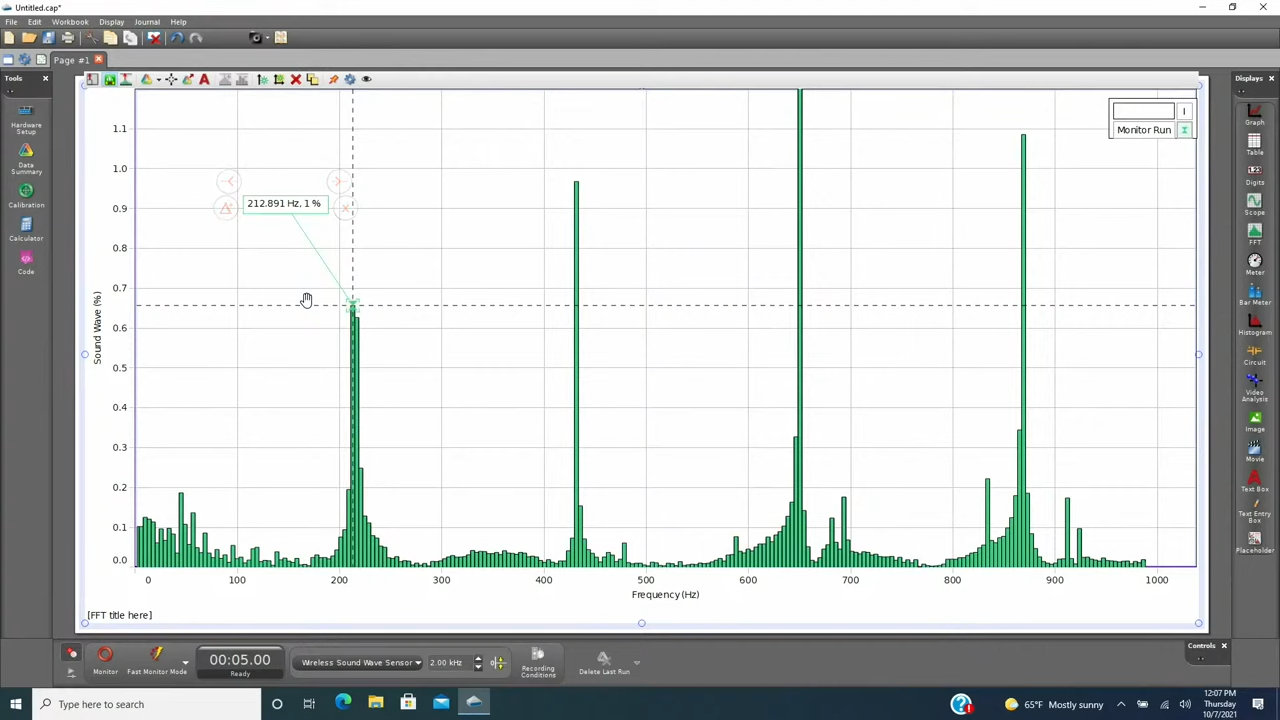 Untitled.cap*
File Edit Workbook Display Journal Help
Page #1
Tools
Hardware
Setup
Data
Summary
Calibration
Calculator
Code
212.891 Hz, 1 %
Monitor Run
Sound Wave (%)
1.1
1.0
0.9
0.8
0.7
0.6
0.5
0.4
0.3
0.2
0.1
0.0
0 100 200 300 400 500 600 700 800 900 1000
Frequency (Hz)
[FFT title here]
Displays
Graph
Table
Digits
Scope
FFT
Meter
Bar Meter
Histogram
Circuit
Video
Analysis
Image
Movie
Text Box
Text Entry
Box
Placeholder
Monitor
Fast Monitor Mode
00:05.00
Ready
Wireless Sound Wave Sensor
2.00 kHz
Recording
Conditions
Delete Last Run
Controls
Type here to search
65°F Mostly sunny
12:07 PM
Thursday
10/7/2021